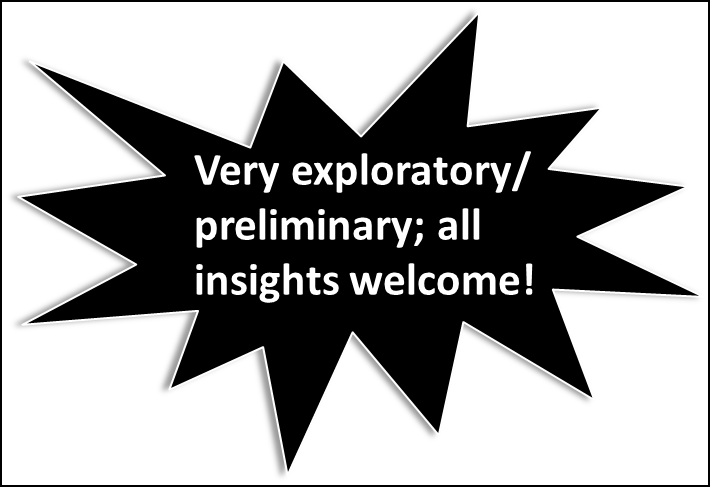 Very exploratory/
preliminary; all
insights welcome!